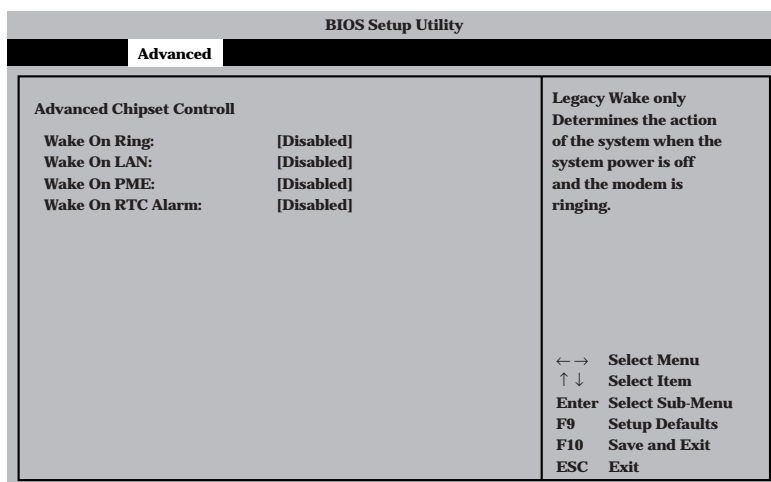 BIOS Setup Utility
Advanced
Advanced Chipset Controll
Wake On Ring: [Disabled]
Wake On LAN: [Disabled]
Wake On PME: [Disabled]
Wake On RTC Alarm: [Disabled]
Legacy Wake only
Determines the action
of the system when the
system power is off
and the modem is
ringing.
←→ Select Menu
↑↓ Select Item
Enter Select Sub-Menu
F9 Setup Defaults
F10 Save and Exit
ESC Exit